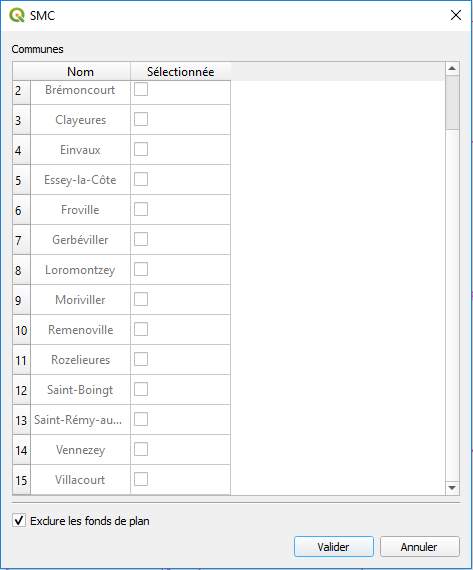 SMC
Communes
Nom Sélectionnée
2 Brémoncourt
3 Clayeures
4 Einvaux
5 Essey-la-Côte
6 Froville
7 Gerbéviller
8 Loromontzey
9 Moriviller
10 Remenoville
11 Rozelieures
12 Saint-Boingt
13 Saint-Rémy-au...
14 Vennezey
15 Villacourt
Exclure les fonds de plan
Valider Annuler